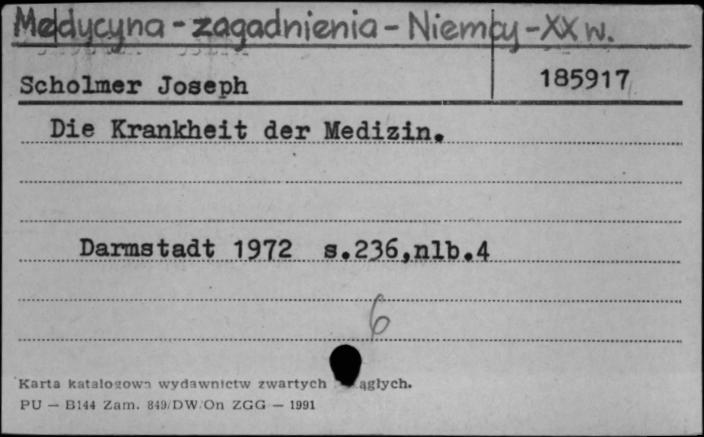 Medycyna - zagadnienia - Niemcy - XX w.
Scholmer Joseph 185917
Die Krankheit der Medizin.
Darmstadt 1972 s.236,nlb.4
6
Karta katalogowa wydawnictw zwartych ągłych.
PU — B144 Zam. 849/DW/On ZGG — 1991